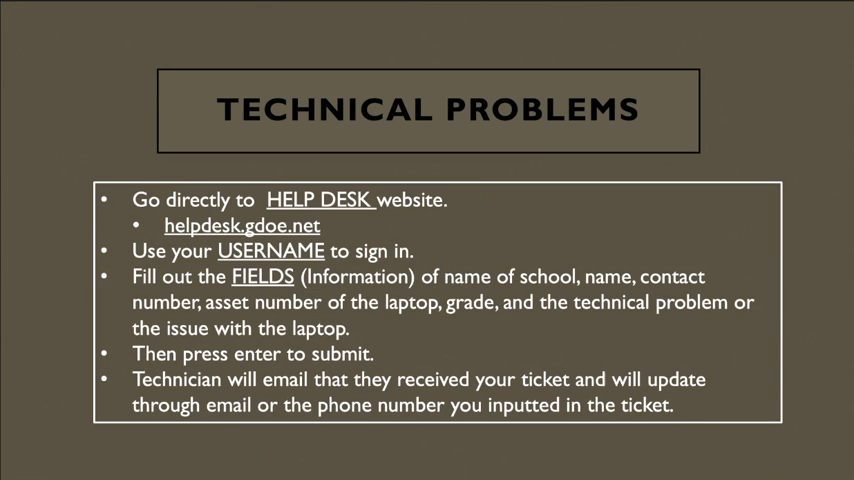 TECHNICAL PROBLEMS
• Go directly to HELP DESK website.
• helpdesk.gdoe.net
• Use your USERNAME to sign in.
• Fill out the FIELDS (Information) of name of school, name, contact
number, asset number of the laptop, grade, and the technical problem or
the issue with the laptop.
• Then press enter to submit.
• Technician will email that they received your ticket and will update
through email or the phone number you inputted in the ticket.